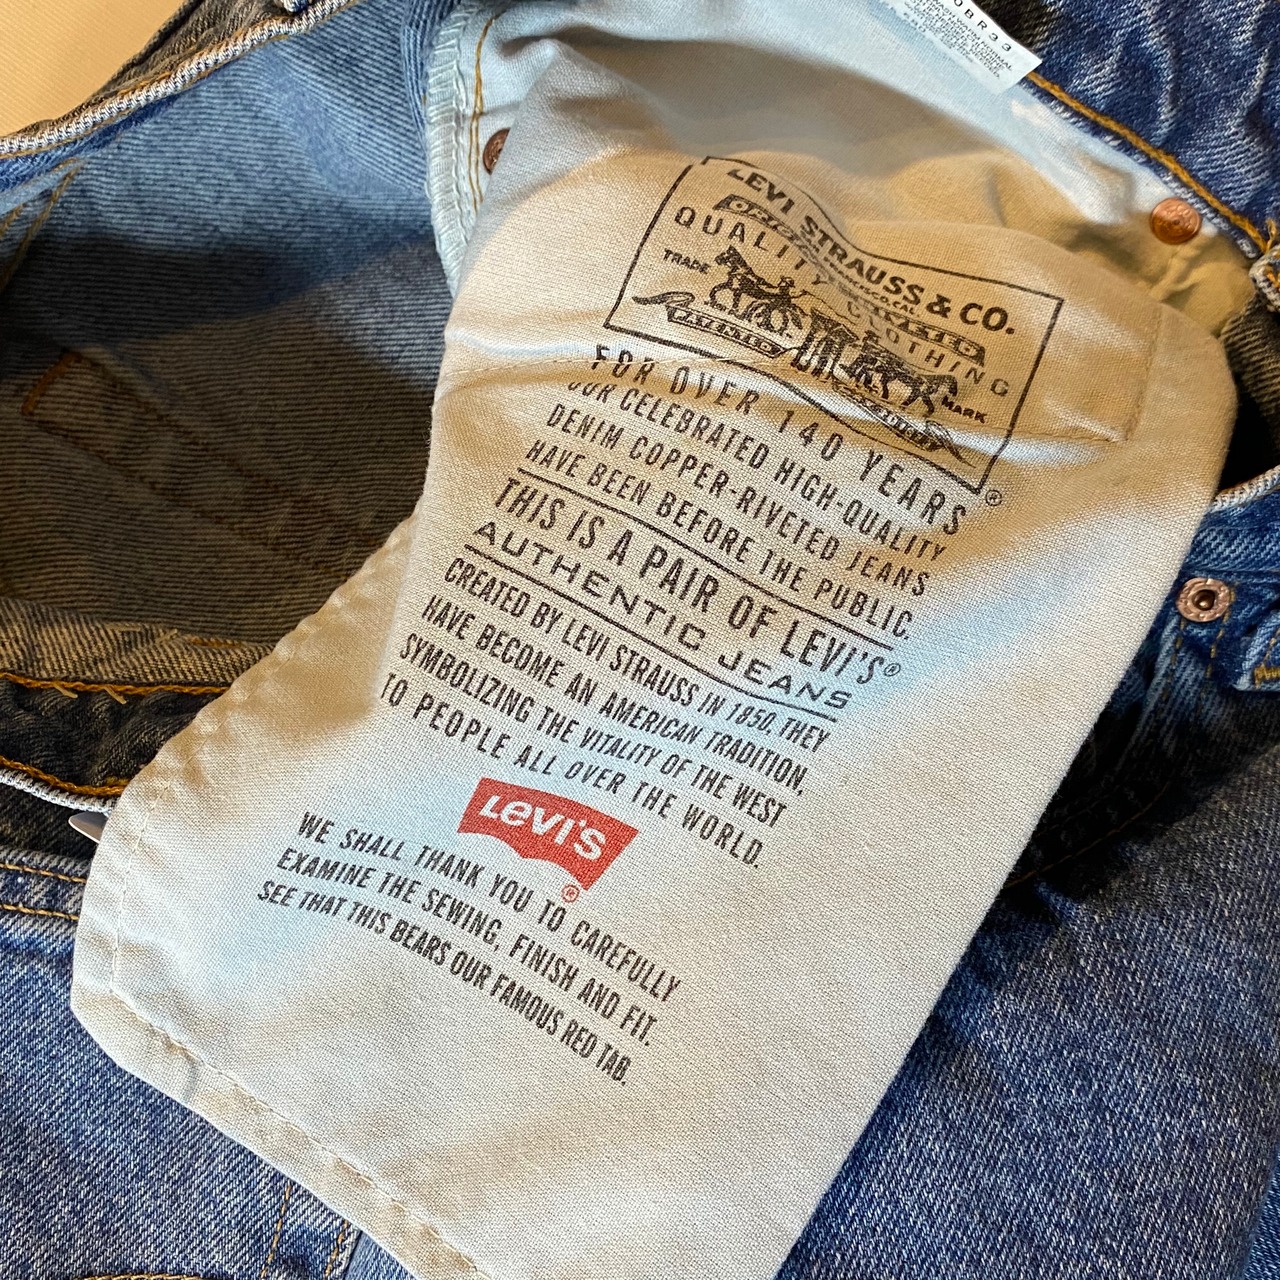 LEVI STRAUSS & CO.
QUALITY CLOTHING
TRADE MARK
®
FOR OVER 140 YEARS
OUR CELEBRATED HIGH-QUALITY
DENIM COPPER-RIVETED JEANS
HAVE BEEN BEFORE THE PUBLIC.
THIS IS A PAIR OF LEVI'S®
AUTHENTIC JEANS
CREATED BY LEVI STRAUSS IN 1850, THEY
HAVE BECOME AN AMERICAN TRADITION,
SYMBOLIZING THE VITALITY OF THE WEST
TO PEOPLE ALL OVER THE WORLD.
LEVI'S
®
WE SHALL THANK YOU TO CAREFULLY
EXAMINE THE SEWING, FINISH AND FIT.
SEE THAT THIS BEARS OUR FAMOUS RED TAB.